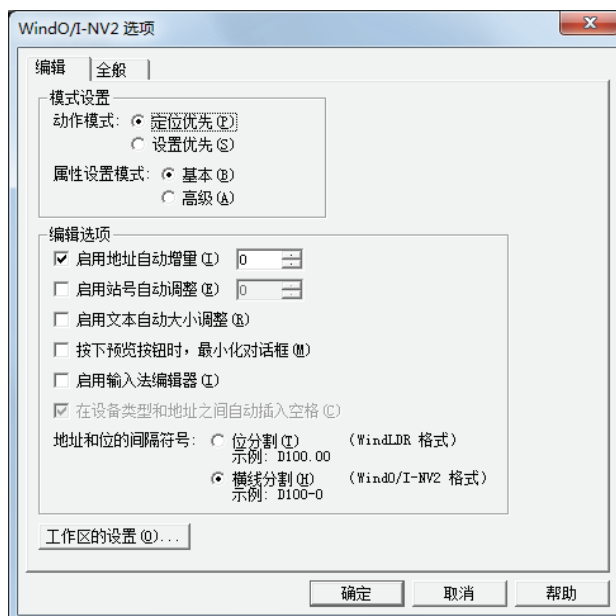 WindO/I-NV2 选项
编辑 全般
模式设置
动作模式: 定位优先(P)
设置优先(S)
属性设置模式: 基本(B)
高级(A)
编辑选项
启用地址自动增量(I) 0
启用站号自动调整(E) 0
启用文本自动大小调整(R)
按下预览按钮时，最小化对话框(M)
启用输入法编辑器(I)
在设备类型和地址之间自动插入空格(C)
地址和位的间隔符号: 位分割(T) (WindLDR 格式)
示例: D100.00
横线分割(H) (WindO/I-NV2 格式)
示例: D100-0
工作区的设置(O)...
确定 取消 帮助